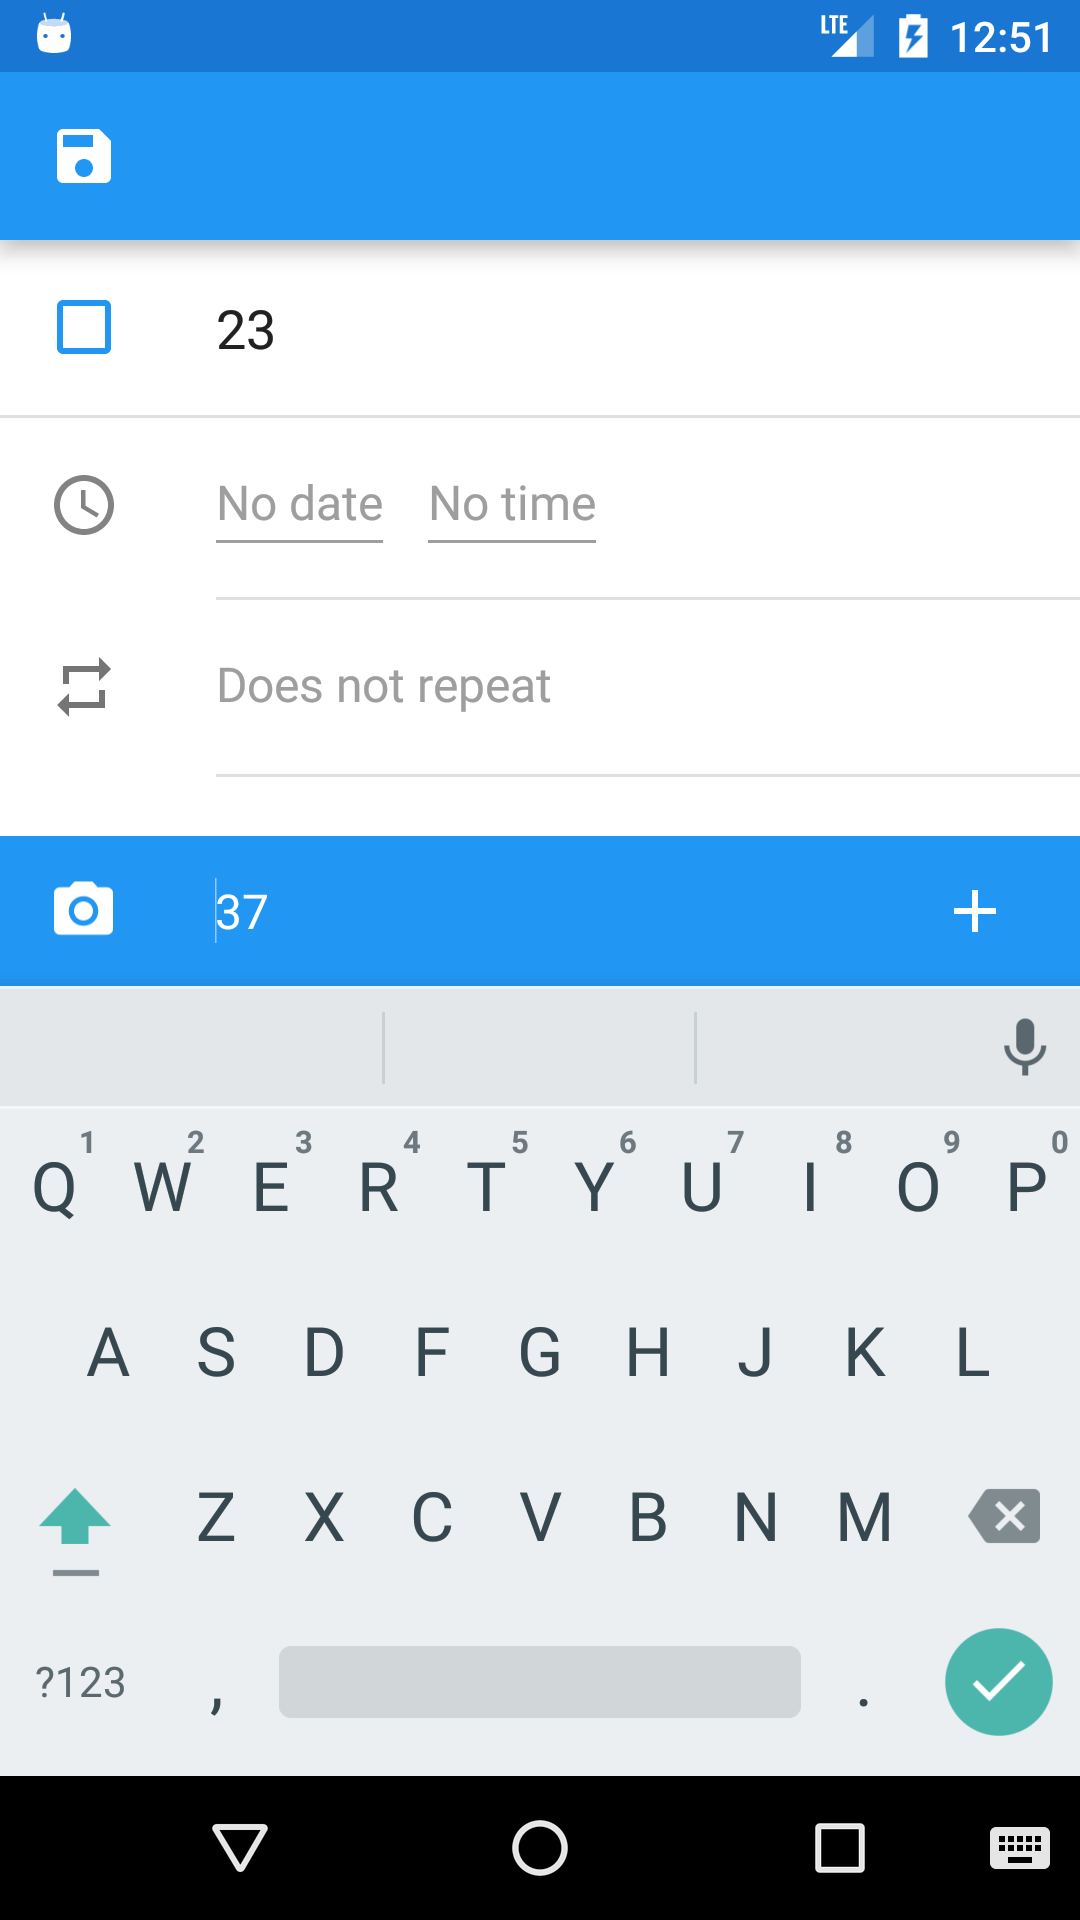 LTE 12:51
23
No date No time
Does not repeat
37
1 2 3 4 5 6 7 8 9 0
Q W E R T Y U I O P
A S D F G H J K L
Z X C V B N M
?123 , .